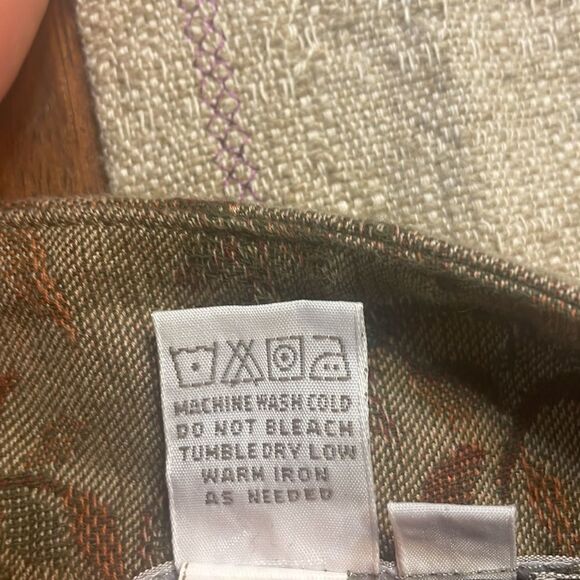 MACHINE WASH COLD
DO NOT BLEACH
TUMBLE DRY LOW
WARM IRON
AS NEEDED